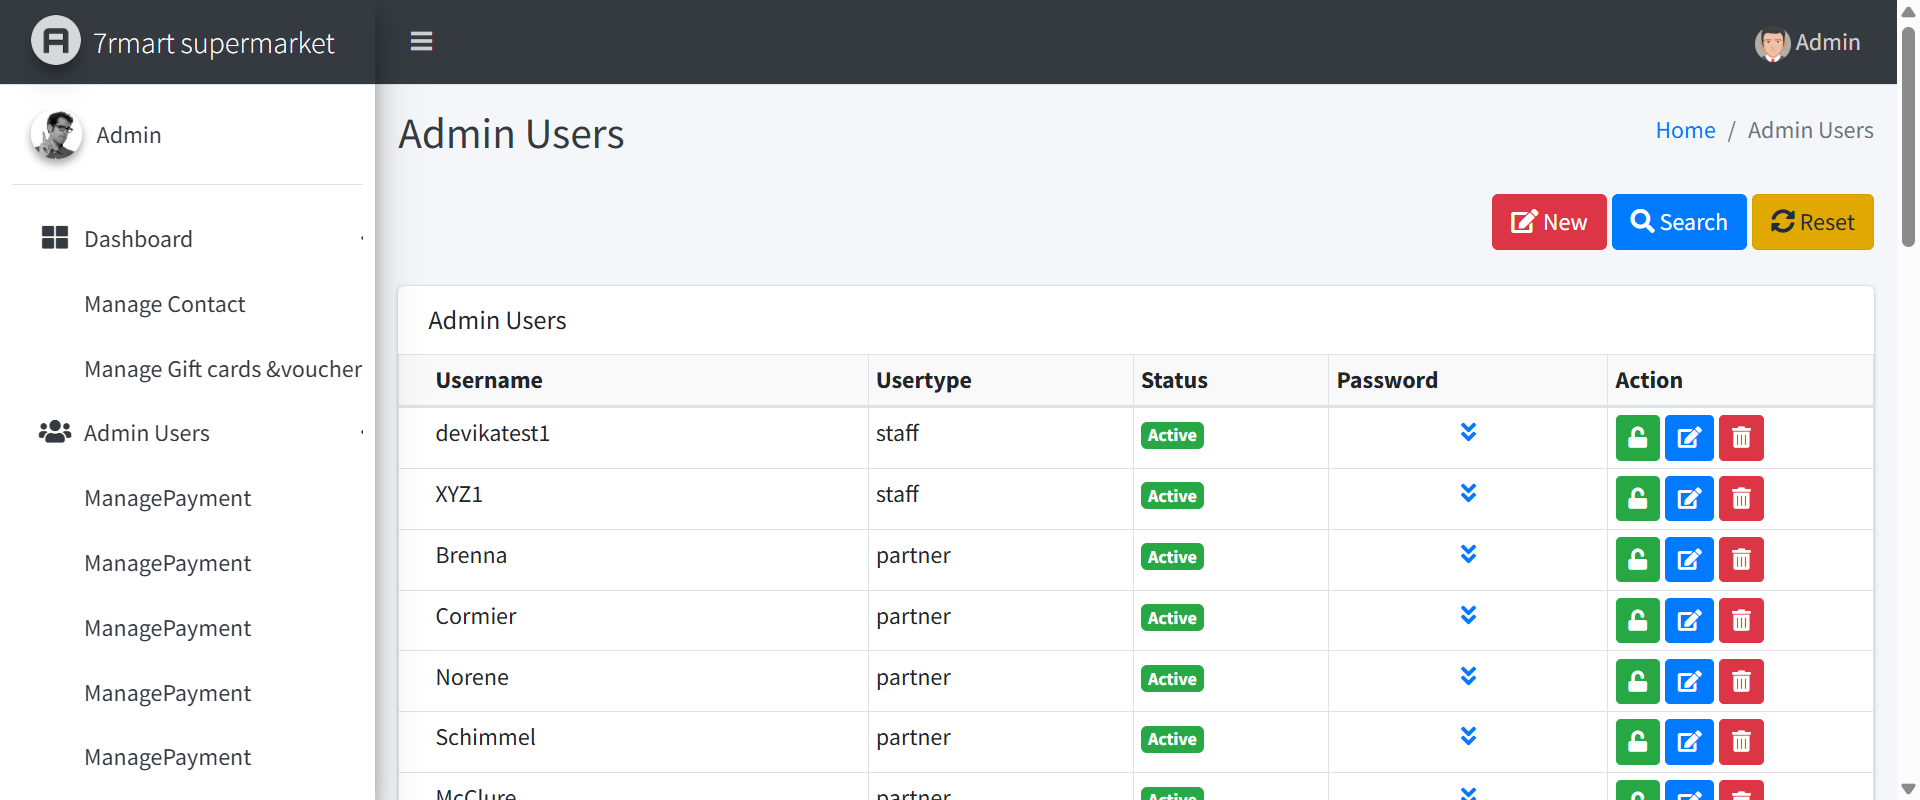 7rmart supermarket
Admin
Admin
Dashboard
Manage Contact
Manage Gift cards &voucher
Admin Users
ManagePayment
ManagePayment
ManagePayment
ManagePayment
ManagePayment
Admin Users
Home / Admin Users
New Search Reset
Admin Users
Username Usertype Status Password Action
devikatest1 staff Active
XYZ1 staff Active
Brenna partner Active
Cormier partner Active
Norene partner Active
Schimmel partner Active
McClure partner Active